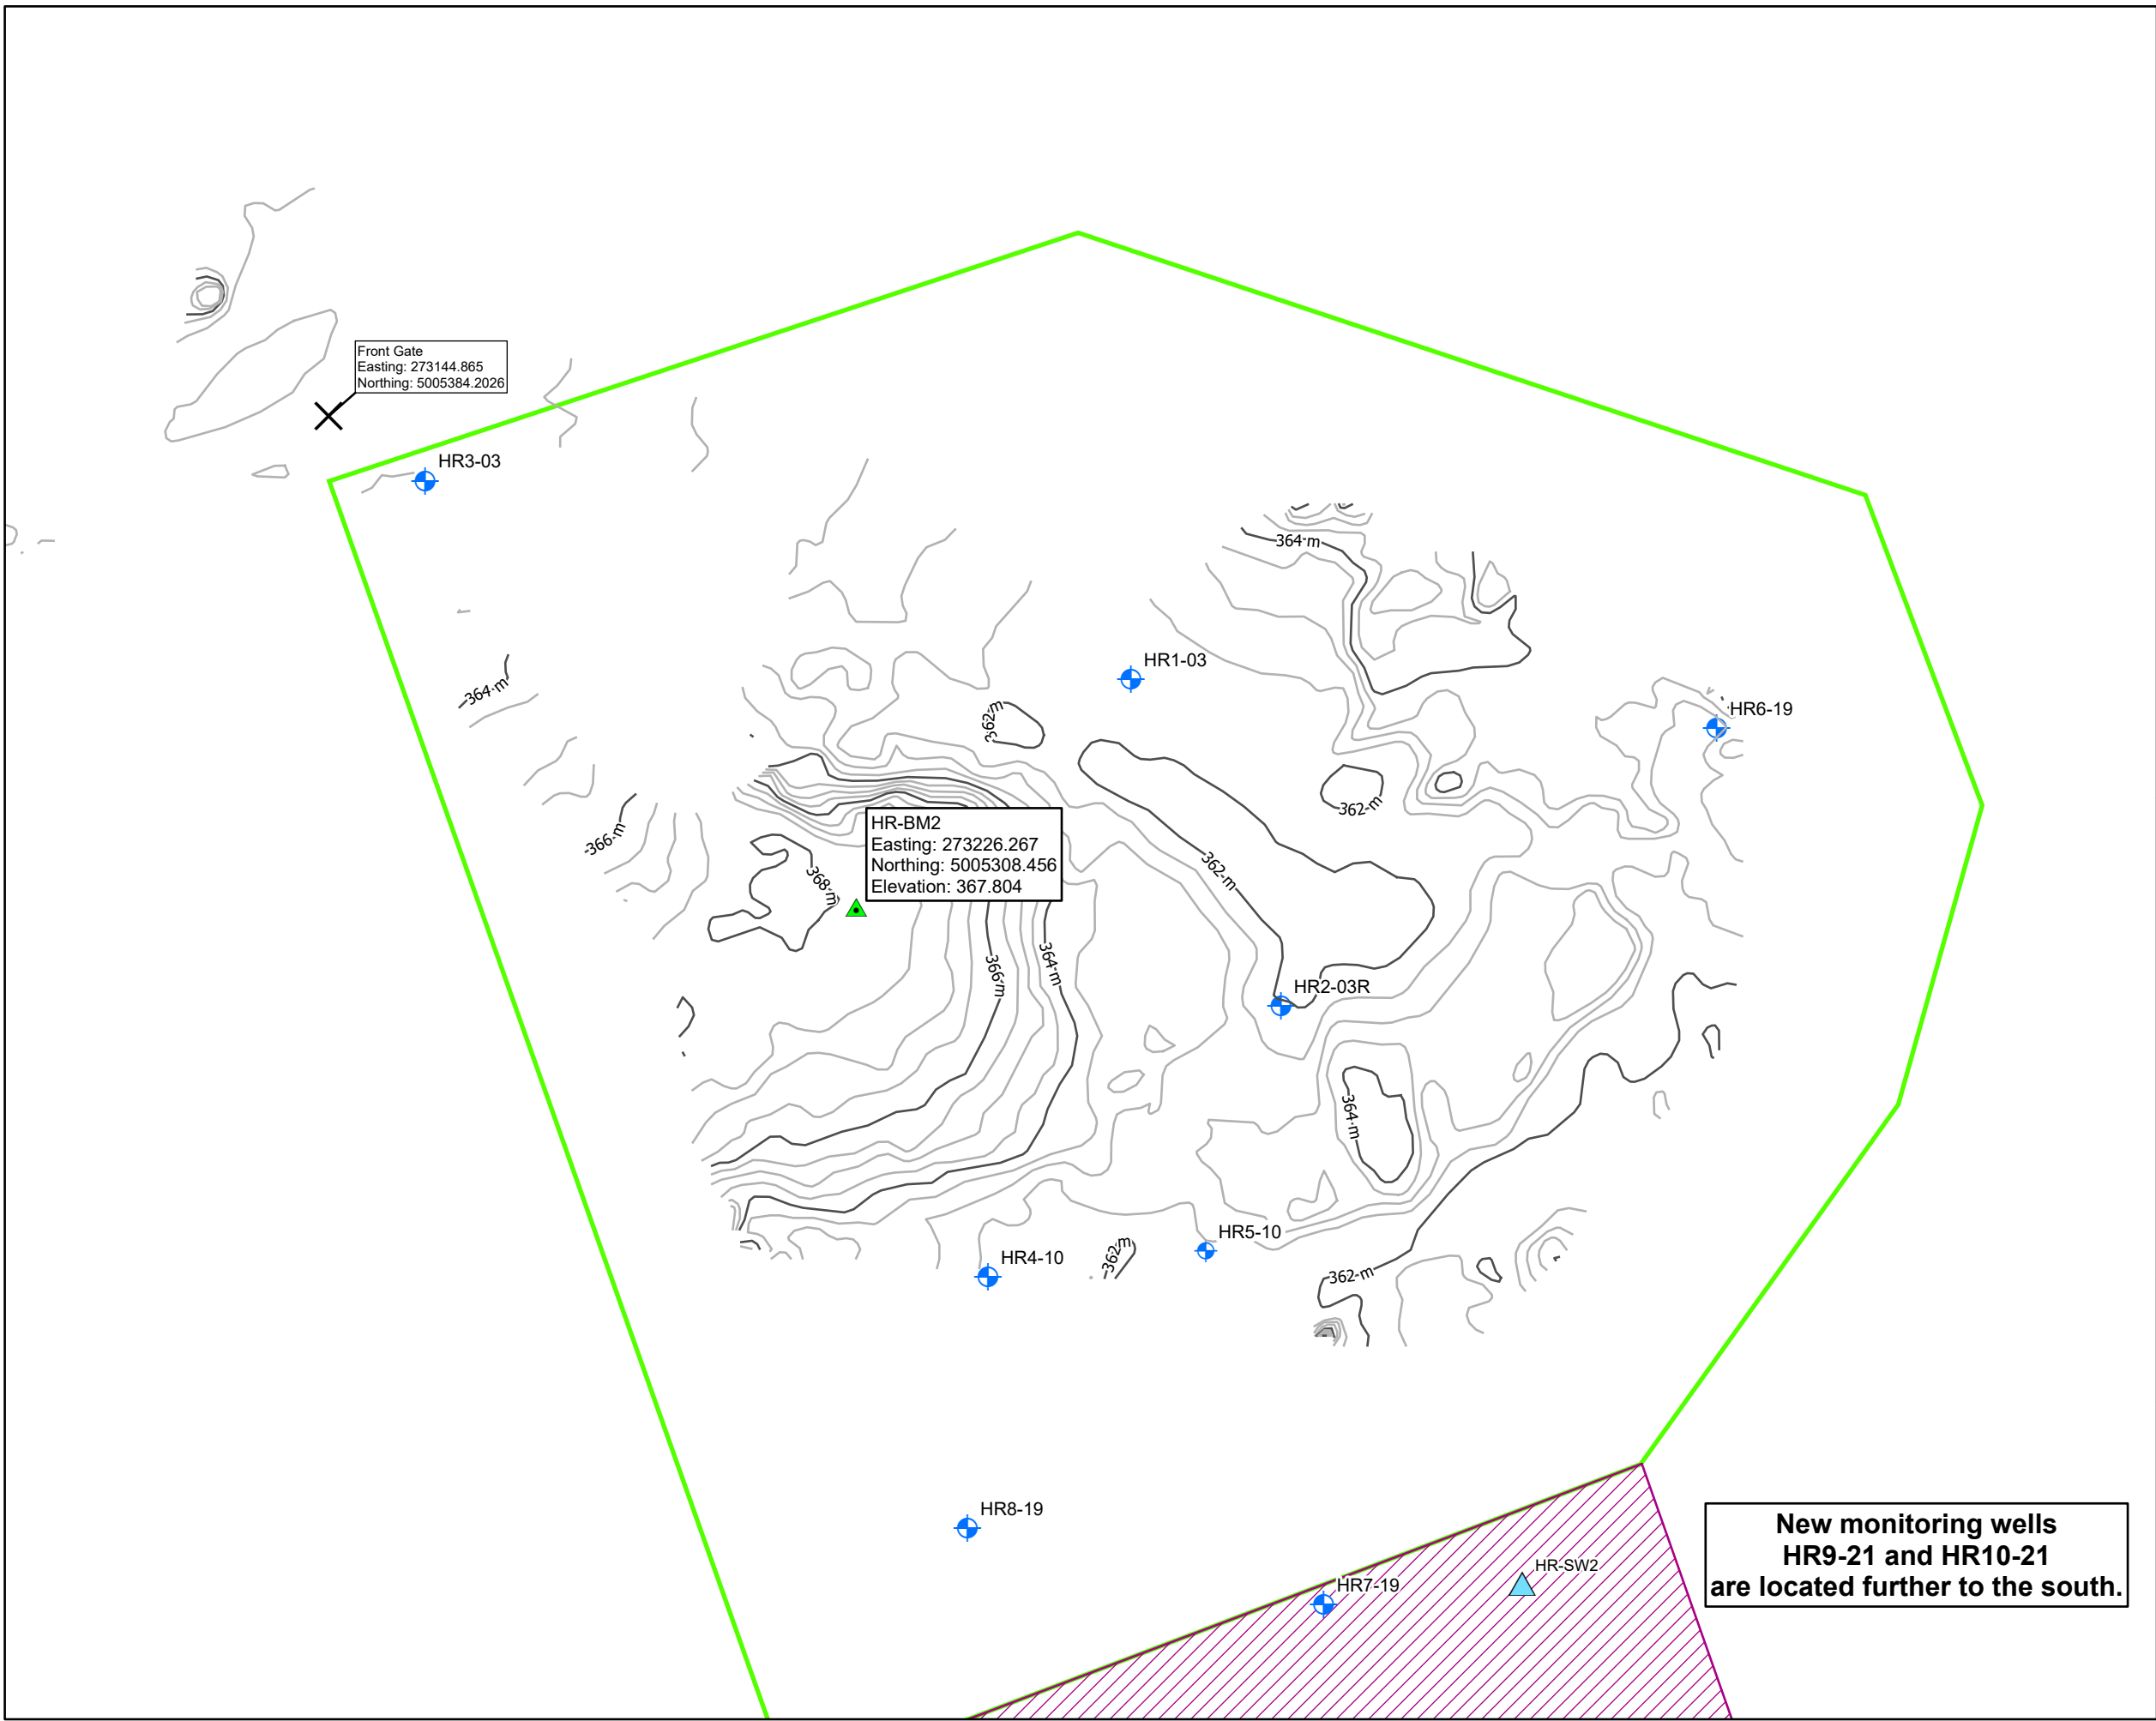 Front Gate
Easting: 273144.865
Northing: 5005384.2026
HR3-03
364 m
HR1-03
364 m
362 m
HR6-19
362 m
366 m
HR-BM2
Easting: 273226.267
Northing: 5005308.456
Elevation: 367.804
368 m
362 m
364 m
366 m
HR2-03R
364 m
HR5-10
HR4-10
362 m
362 m
HR8-19
HR7-19
HR-SW2
New monitoring wells
HR9-21 and HR10-21
are located further to the south.